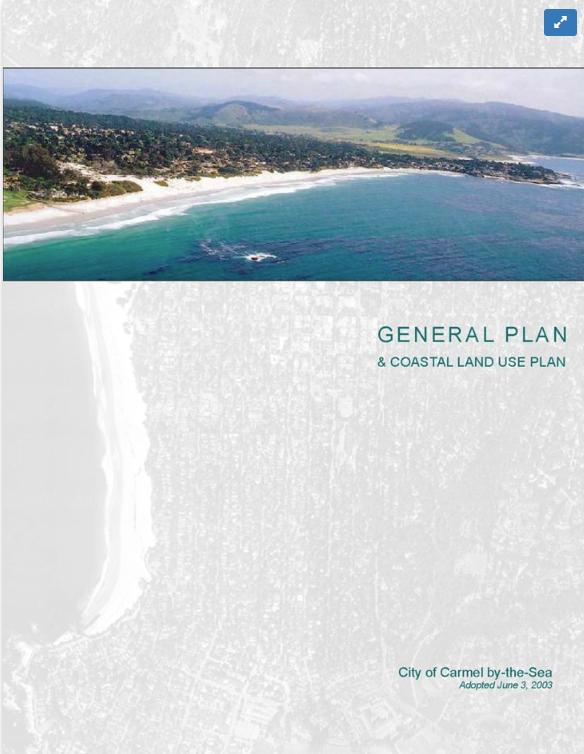 GENERAL PLAN
& COASTAL LAND USE PLAN
City of Carmel by-the-Sea
Adopted June 3, 2003